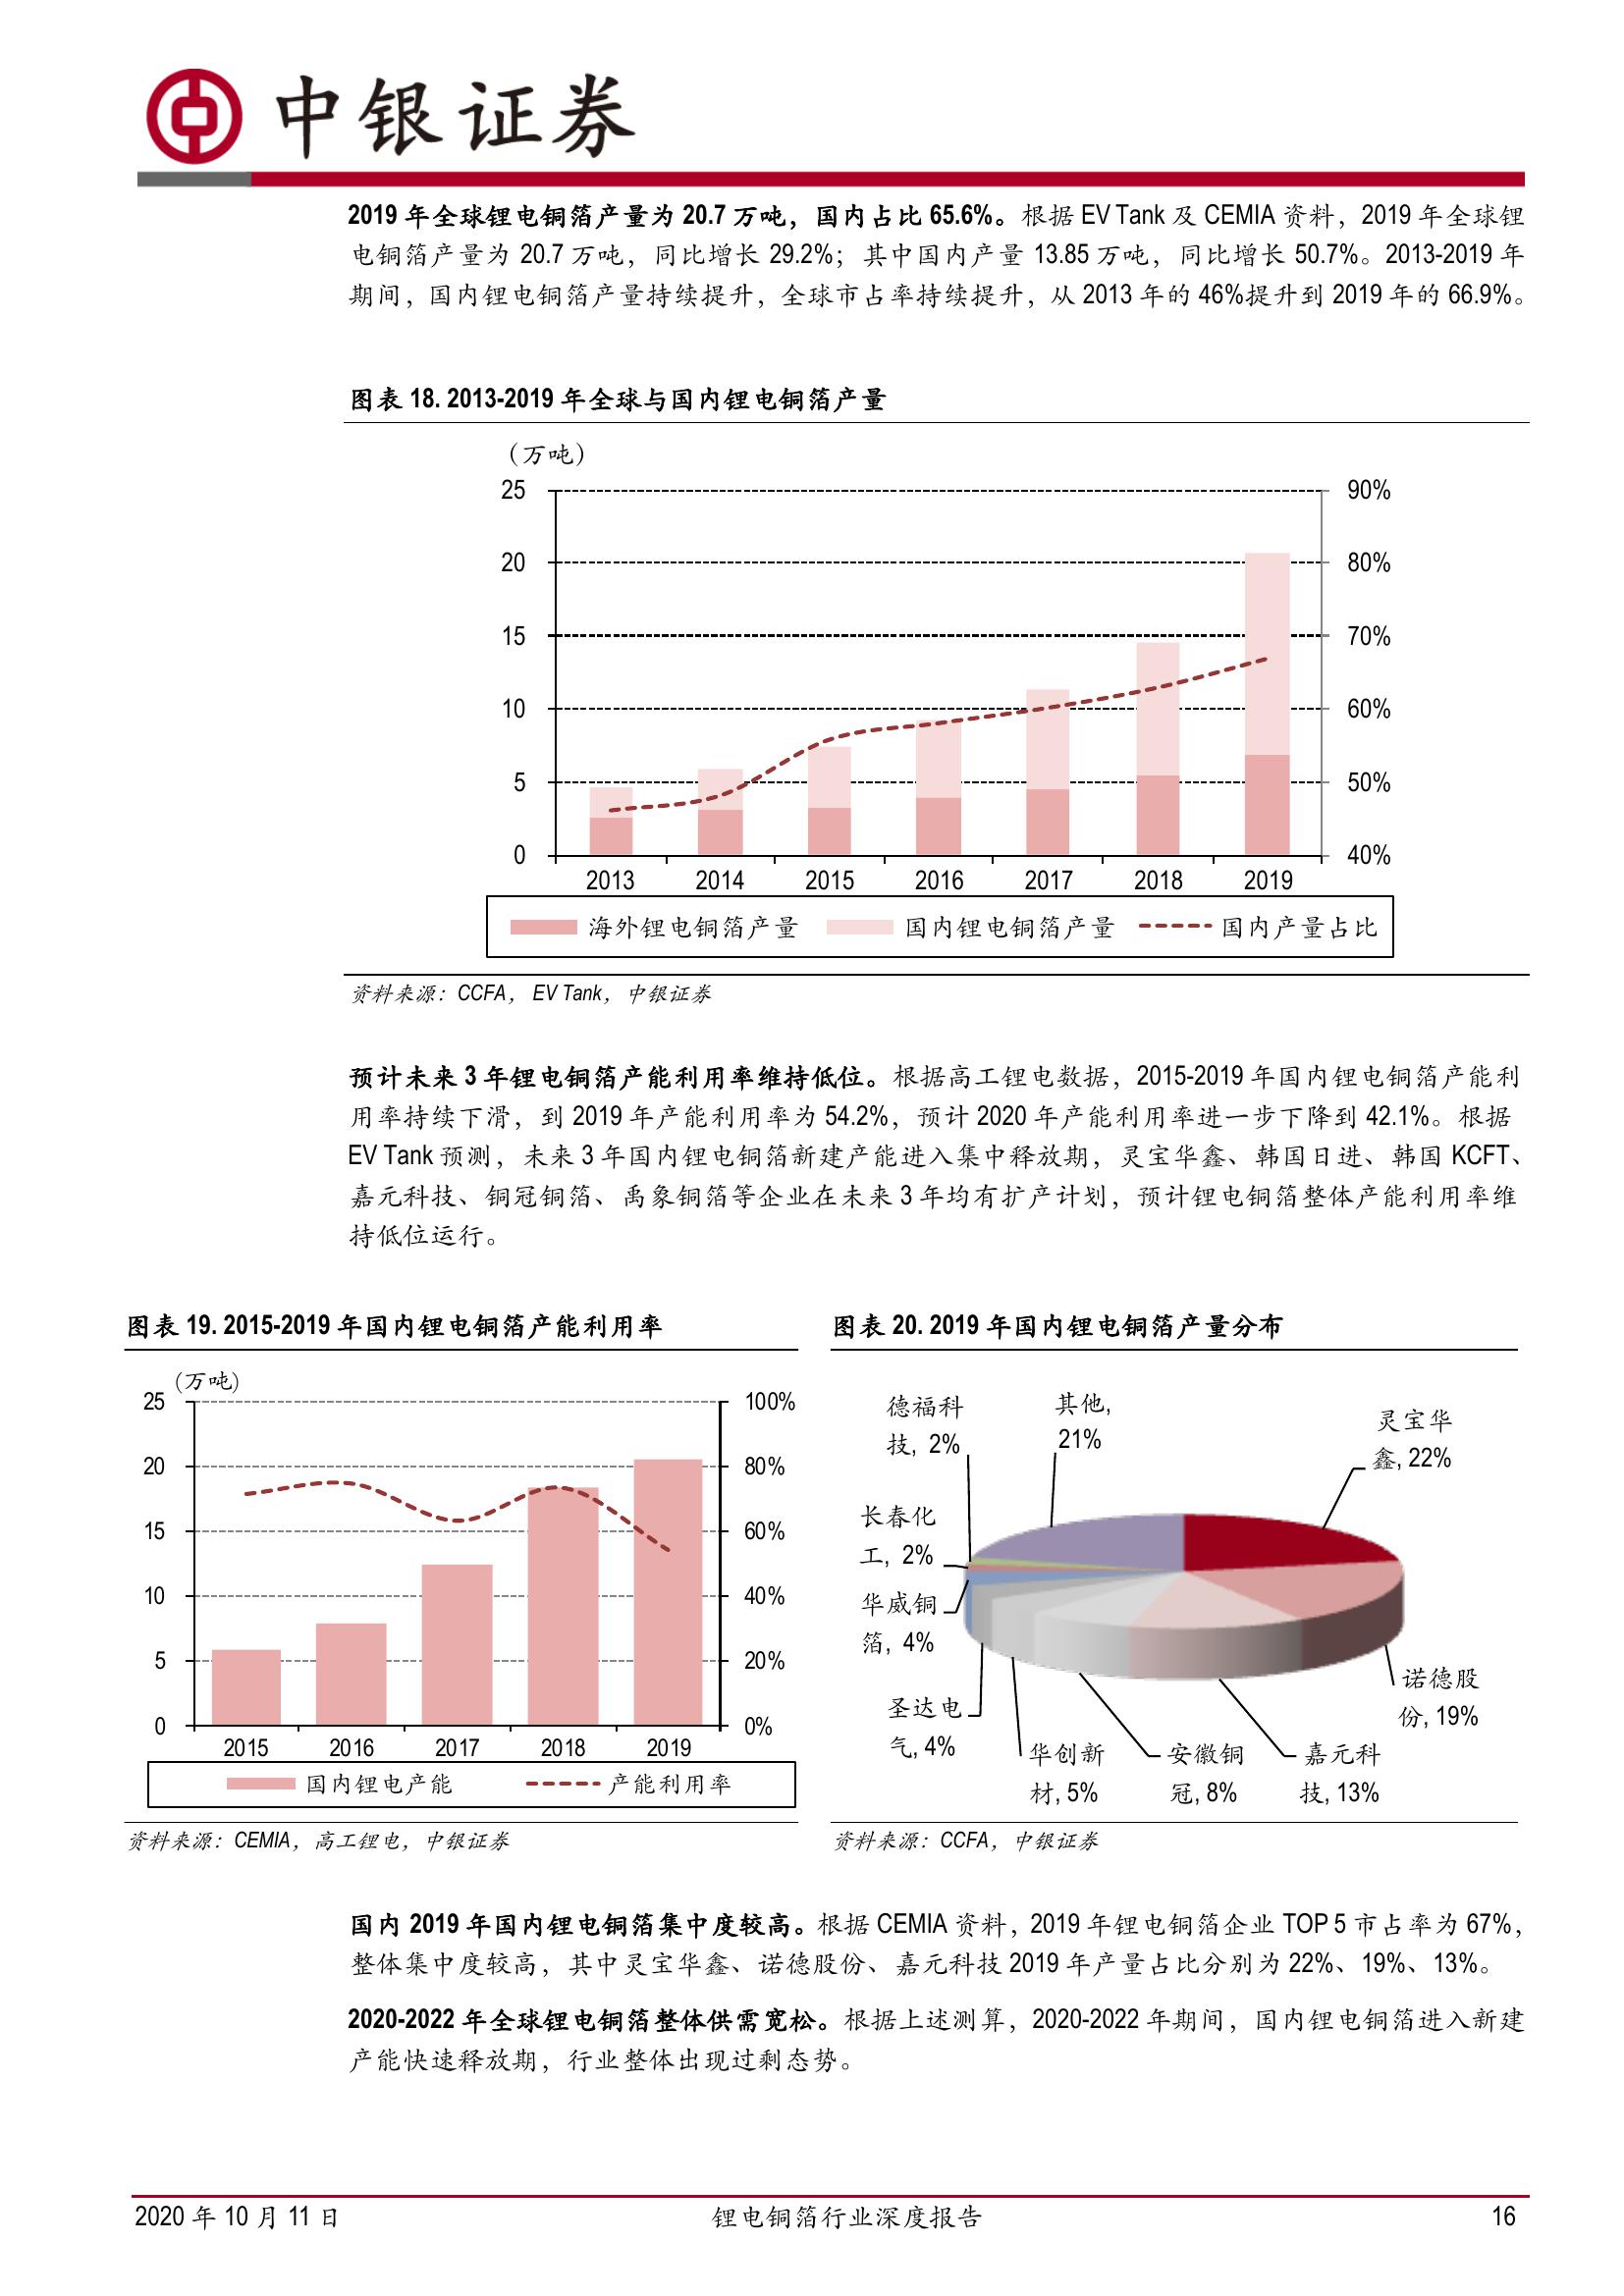 中银证券
2019 年全球锂电铜箔产量为 20.7 万吨，国内占比 65.6%。根据 EV Tank 及 CEMIA 资料，2019 年全球锂
电铜箔产量为 20.7 万吨，同比增长 29.2%；其中国内产量 13.85 万吨，同比增长 50.7%。2013-2019 年
期间，国内锂电铜箔产量持续提升，全球市占率持续提升，从 2013 年的 46%提升到 2019 年的 66.9%。
图表 18. 2013-2019 年全球与国内锂电铜箔产量
（万吨）
25 90%
20 80%
15 70%
10 60%
5 50%
0 40%
2013 2014 2015 2016 2017 2018 2019
海外锂电铜箔产量 国内锂电铜箔产量 国内产量占比
资料来源：CCFA， EV Tank，中银证券
预计未来 3 年锂电铜箔产能利用率维持低位。根据高工锂电数据，2015-2019 年国内锂电铜箔产能利
用率持续下滑，到 2019 年产能利用率为 54.2%，预计 2020 年产能利用率进一步下降到 42.1%。根据
EV Tank 预测，未来 3 年国内锂电铜箔新建产能进入集中释放期，灵宝华鑫、韩国日进、韩国 KCFT、
嘉元科技、铜冠铜箔、禹象铜箔等企业在未来 3 年均有扩产计划，预计锂电铜箔整体产能利用率维
持低位运行。
图表 19. 2015-2019 年国内锂电铜箔产能利用率
(万吨)
25 100%
20 80%
15 60%
10 40%
5 20%
0 0%
2015 2016 2017 2018 2019
国内锂电产能 产能利用率
资料来源：CEMIA，高工锂电，中银证券
图表 20. 2019 年国内锂电铜箔产量分布
德福科
技, 2%
其他,
21%
灵宝华
鑫, 22%
长春化
工, 2%
华威铜
箔, 4%
圣达电
气, 4%
华创新
材, 5%
安徽铜
冠, 8%
嘉元科
技, 13%
诺德股
份, 19%
资料来源：CCFA，中银证券
国内 2019 年国内锂电铜箔集中度较高。根据 CEMIA 资料，2019 年锂电铜箔企业 TOP 5 市占率为 67%，
整体集中度较高，其中灵宝华鑫、诺德股份、嘉元科技 2019 年产量占比分别为 22%、19%、13%。
2020-2022 年全球锂电铜箔整体供需宽松。根据上述测算，2020-2022 年期间，国内锂电铜箔进入新建
产能快速释放期，行业整体出现过剩态势。
2020 年 10 月 11 日 锂电铜箔行业深度报告 16